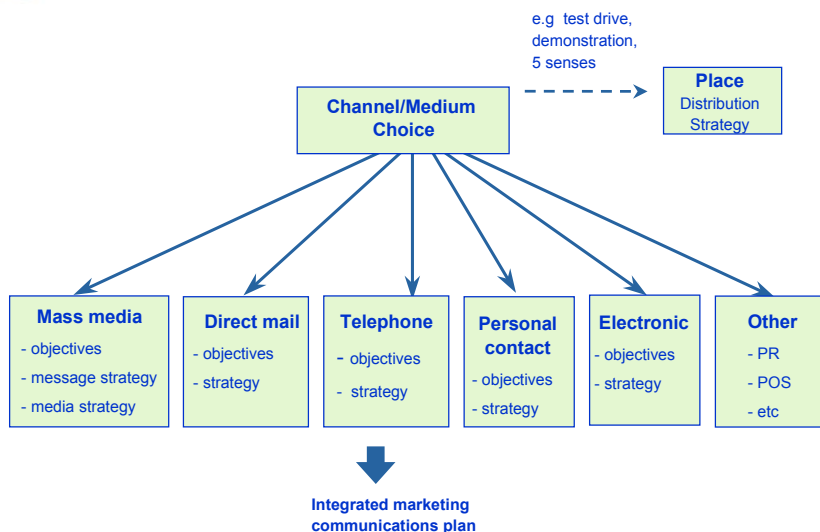 e.g test drive,
demonstration,
5 senses
Place
Distribution
Strategy
Channel/Medium
Choice
Mass media
- objectives
- message strategy
- media strategy
Direct mail
- objectives
- strategy
Telephone
- objectives
- strategy
Personal
contact
- objectives
- strategy
Electronic
- objectives
- strategy
Other
- PR
- POS
- etc
Integrated marketing
communications plan